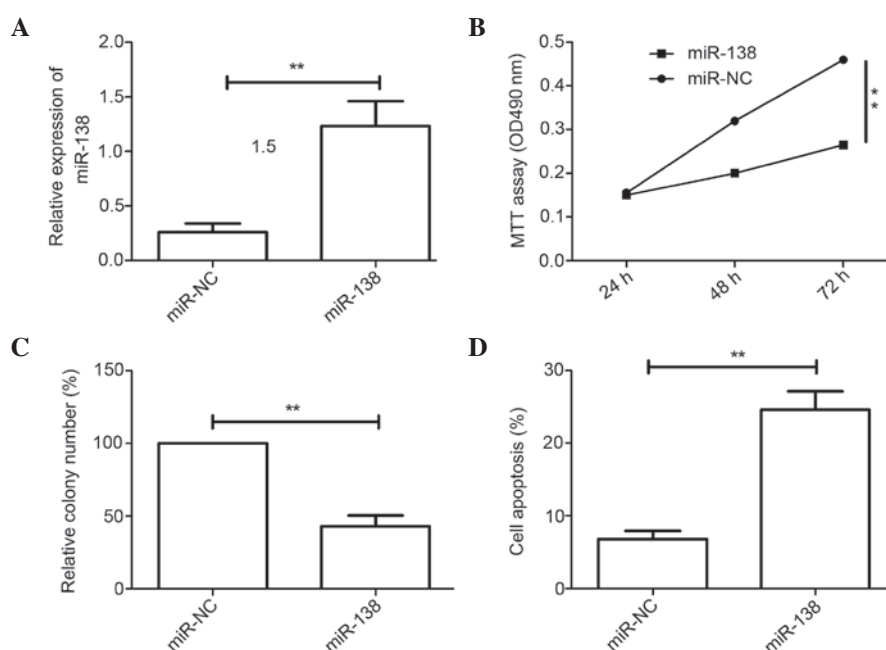 A
Relative expression of
miR-138
2.0
1.5
1.0
0.5
0.0
**
1.5
miR-NC
miR-138
B
MTT assay (OD490 nm)
0.5
0.4
0.3
0.2
0.1
0.0
miR-138
miR-NC
**
24 h
48 h
72 h
C
Relative colony number (%)
150
100
50
0
**
miR-NC
miR-138
D
Cell apoptosis (%)
30
20
10
0
**
miR-NC
miR-138